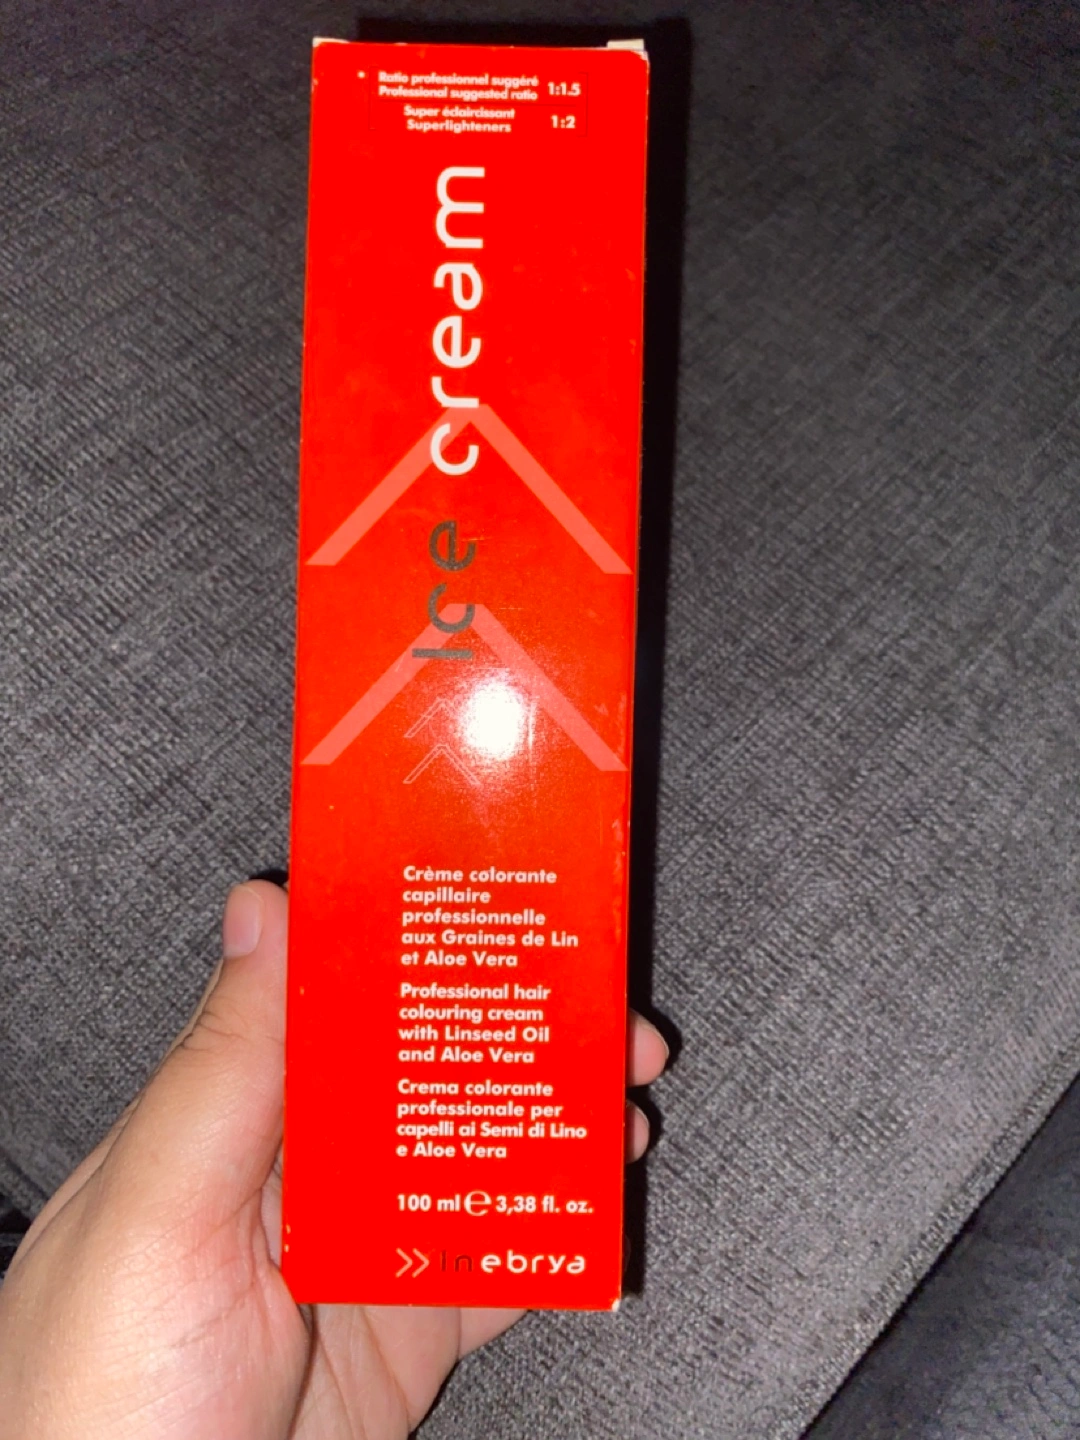 Ratio professionnel suggéré
Professional suggested ratio 1:1.5
Super éclaircissant
Superlighteners 1:2
Ice cream
Crème colorante
capillaire
professionnelle
aux Graines de Lin
et Aloe Vera
Professional hair
colouring cream
with Linseed Oil
and Aloe Vera
Crema colorante
professionale per
capelli ai Semi di Lino
e Aloe Vera
100 ml e 3,38 fl. oz.
inebrya